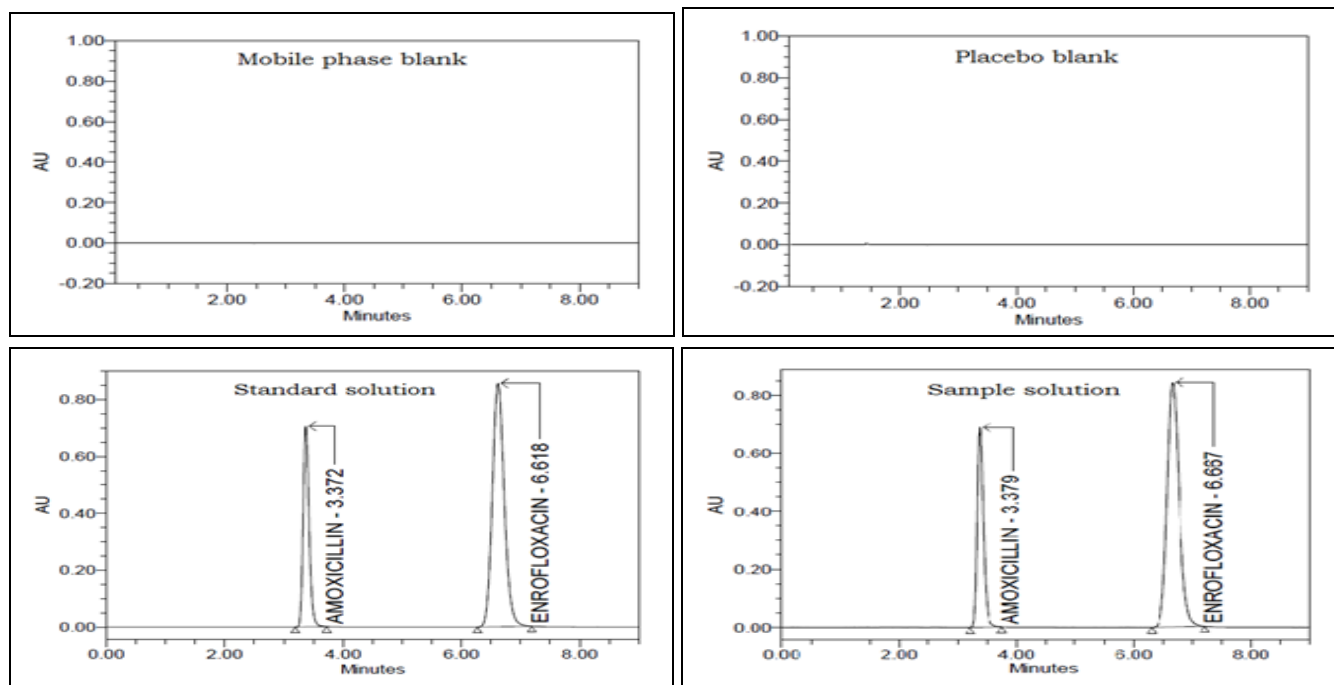 Mobile phase blank
1.00
0.80
0.60
0.40
0.20
0.00
-0.20
AU
2.00 4.00 6.00 8.00
Minutes
Placebo blank
1.00
0.80
0.60
0.40
0.20
0.00
-0.20
AU
2.00 4.00 6.00 8.00
Minutes
Standard solution
0.80
0.60
0.40
0.20
0.00
AU
AMOXICILLIN - 3.372
ENROFLOXACIN - 6.618
0.00 2.00 4.00 6.00 8.00
Minutes
Sample solution
0.80
0.60
0.40
0.20
0.00
AU
AMOXICILLIN - 3.379
ENROFLOXACIN - 6.667
0.00 2.00 4.00 6.00 8.00
Minutes